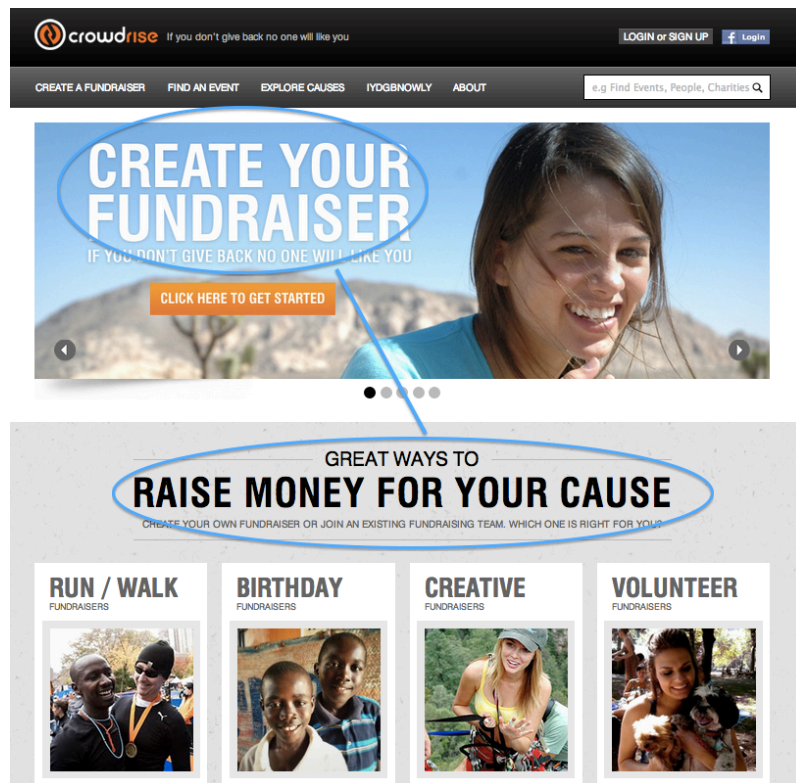 crowdrise If you don't give back no one will like you
LOGIN or SIGN UP
f Login
CREATE A FUNDRAISER FIND AN EVENT EXPLORE CAUSES IYDGBNOWLY ABOUT
e.g Find Events, People, Charities
CREATE YOUR
FUNDRAISER
IF YOU DON'T GIVE BACK NO ONE WILL LIKE YOU
CLICK HERE TO GET STARTED
GREAT WAYS TO
RAISE MONEY FOR YOUR CAUSE
CREATE YOUR OWN FUNDRAISER OR JOIN AN EXISTING FUNDRAISING TEAM. WHICH ONE IS RIGHT FOR YOU?
RUN / WALK
FUNDRAISERS
BIRTHDAY
FUNDRAISERS
CREATIVE
FUNDRAISERS
VOLUNTEER
FUNDRAISERS